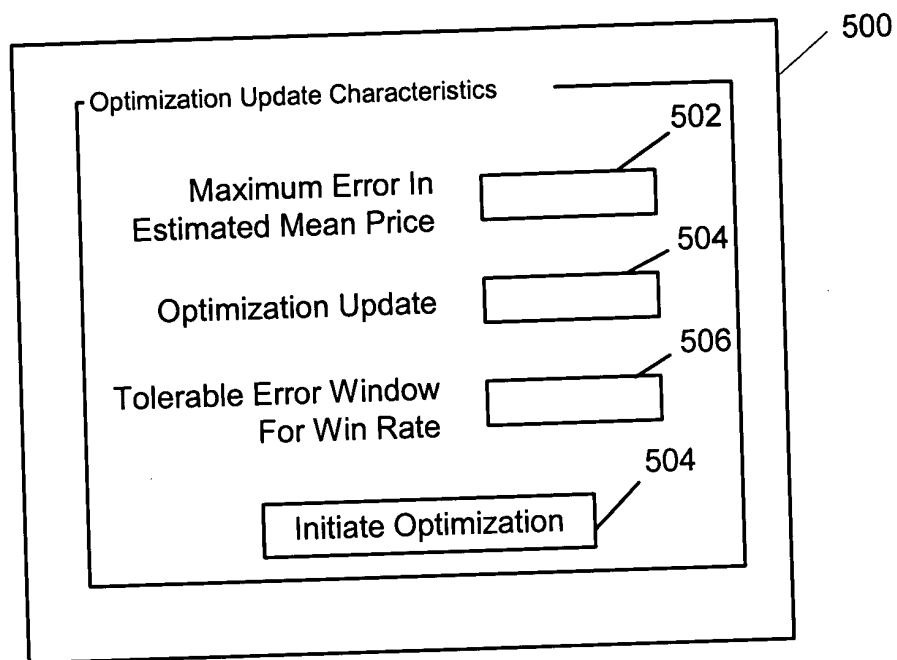 500
Optimization Update Characteristics
502
Maximum Error In
Estimated Mean Price
504
Optimization Update
506
Tolerable Error Window
For Win Rate
504
Initiate Optimization